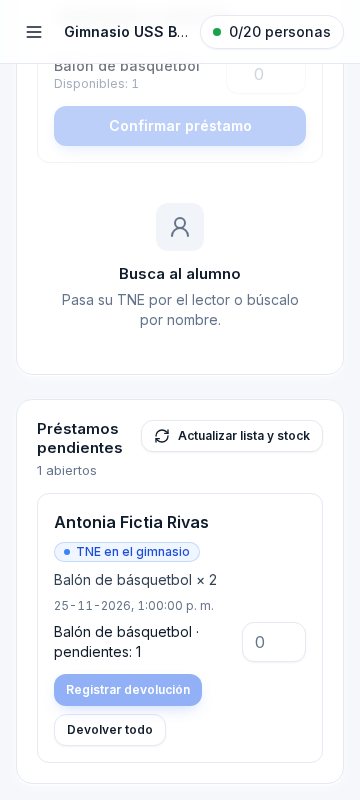 Gimnasio USS B...
0/20 personas
Balón de básquetbol
Disponibles: 1
0
Confirmar préstamo
Busca al alumno
Pasa su TNE por el lector o búscalo
por nombre.
Préstamos
pendientes
Actualizar lista y stock
1 abiertos
Antonia Fictia Rivas
TNE en el gimnasio
Balón de básquetbol × 2
25-11-2026, 1:00:00 p. m.
Balón de básquetbol ·
pendientes: 1
0
Registrar devolución
Devolver todo